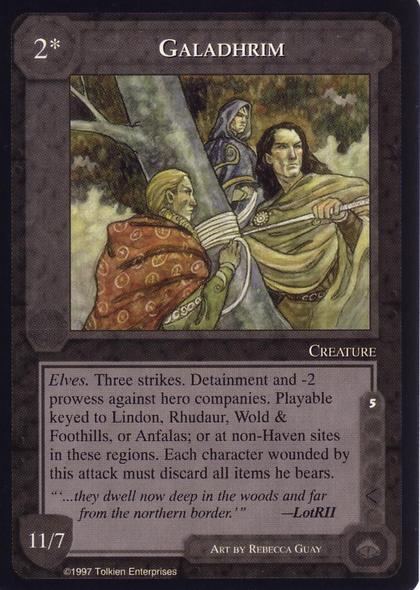 2*
GALADHRIM
CREATURE
Elves. Three strikes. Detainment and -2
prowess against hero companies. Playable
keyed to Lindon, Rhudaur, Wold &
Foothills, or Anfalas; or at non-Haven sites
in these regions. Each character wounded by
this attack must discard all items he bears.
5
"‘...they dwell now deep in the woods and far
from the northern border.’" —LotRII
11/7
ART BY REBECCA GUAY
©1997 Tolkien Enterprises